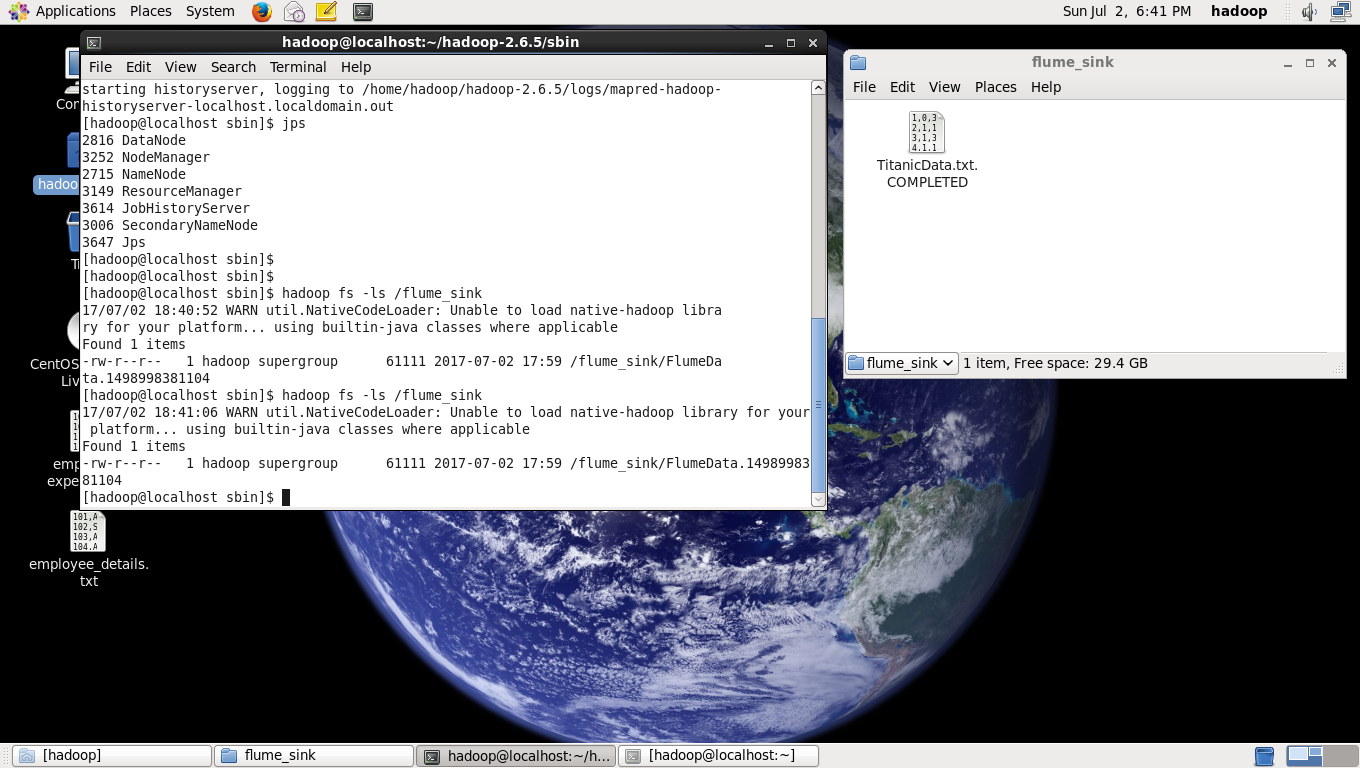 Applications Places System
Sun Jul 2, 6:41 PM hadoop
hadoop@localhost:~/hadoop-2.6.5/sbin
File Edit View Search Terminal Help
starting historyserver, logging to /home/hadoop/hadoop-2.6.5/logs/mapred-hadoop-
historyserver-localhost.localdomain.out
[hadoop@localhost sbin]$ jps
2816 DataNode
3252 NodeManager
2715 NameNode
3149 ResourceManager
3614 JobHistoryServer
3006 SecondaryNameNode
3647 Jps
[hadoop@localhost sbin]$
[hadoop@localhost sbin]$
[hadoop@localhost sbin]$ hadoop fs -ls /flume_sink
17/07/02 18:40:52 WARN util.NativeCodeLoader: Unable to load native-hadoop libra
ry for your platform... using builtin-java classes where applicable
Found 1 items
-rw-r--r--   1 hadoop supergroup      61111 2017-07-02 17:59 /flume_sink/FlumeDa
ta.1498998381104
[hadoop@localhost sbin]$ hadoop fs -ls /flume_sink
17/07/02 18:41:06 WARN util.NativeCodeLoader: Unable to load native-hadoop library for your
 platform... using builtin-java classes where applicable
Found 1 items
-rw-r--r--   1 hadoop supergroup      61111 2017-07-02 17:59 /flume_sink/FlumeData.14989983
81104
[hadoop@localhost sbin]$
flume_sink
File Edit View Places Help
1,0,3
2,1,1
3,1,3
4,1,1
TitanicData.txt.
COMPLETED
flume_sink 1 item, Free space: 29.4 GB
Com
hadoo
CentOS
Liv
emp
expe
101,A
102,S
103,A
104,A
employee_details.
txt
[hadoop]
flume_sink
hadoop@localhost:~/h...
[hadoop@localhost:~]